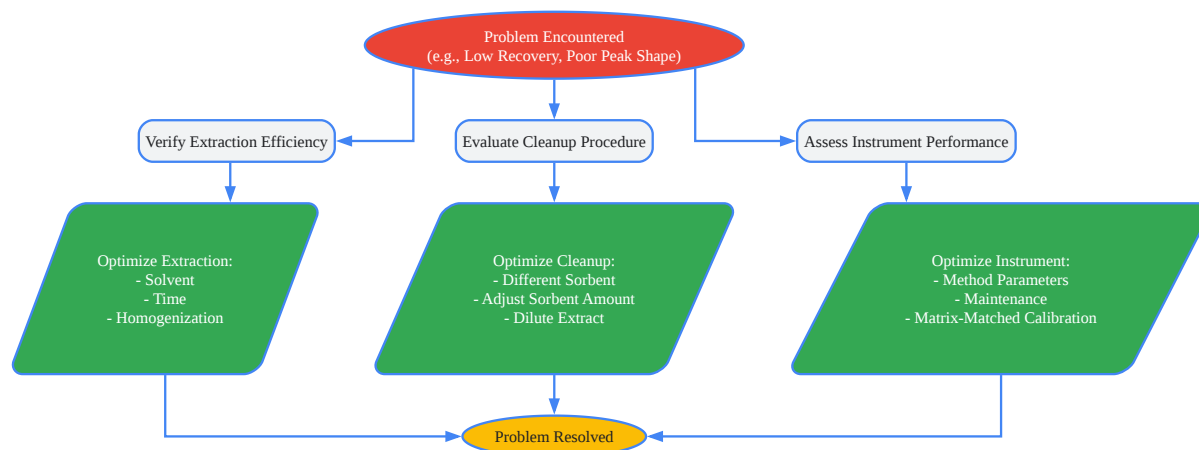 Problem Encountered
(e.g., Low Recovery, Poor Peak Shape)
Verify Extraction Efficiency
Evaluate Cleanup Procedure
Assess Instrument Performance
Optimize Extraction:
- Solvent
- Time
- Homogenization
Optimize Cleanup:
- Different Sorbent
- Adjust Sorbent Amount
- Dilute Extract
Optimize Instrument:
- Method Parameters
- Maintenance
- Matrix-Matched Calibration
Problem Resolved